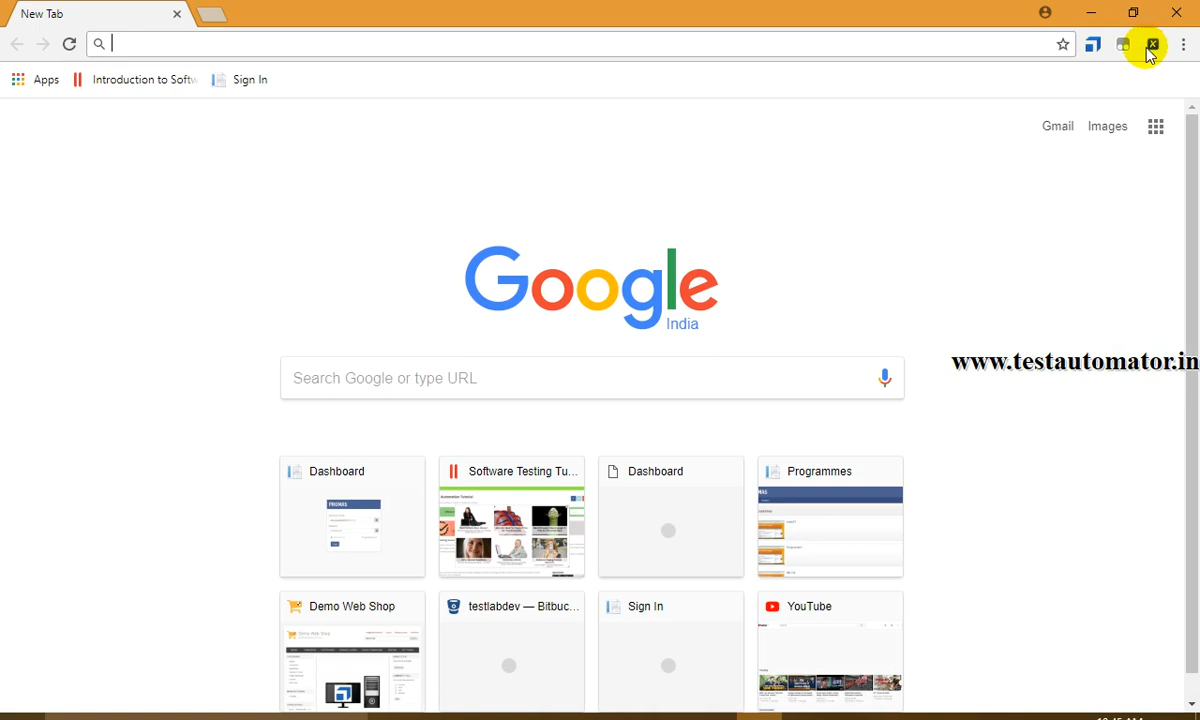 New Tab
Apps Introduction to Softw Sign In
Gmail Images
Google
India
Search Google or type URL
www.testautomator.in
Dashboard Software Testing Tu... Dashboard Programmes
Demo Web Shop testlabdev — Bitbuc... Sign In YouTube